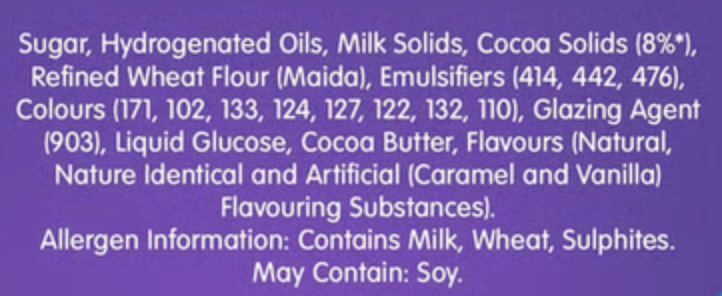 Sugar, Hydrogenated Oils, Milk Solids, Cocoa Solids (8%*),
Refined Wheat Flour (Maida), Emulsifiers (414, 442, 476),
Colours (171, 102, 133, 124, 127, 122, 132, 110), Glazing Agent
(903), Liquid Glucose, Cocoa Butter, Flavours (Natural,
Nature Identical and Artificial (Caramel and Vanilla)
Flavouring Substances).
Allergen Information: Contains Milk, Wheat, Sulphites.
May Contain: Soy.